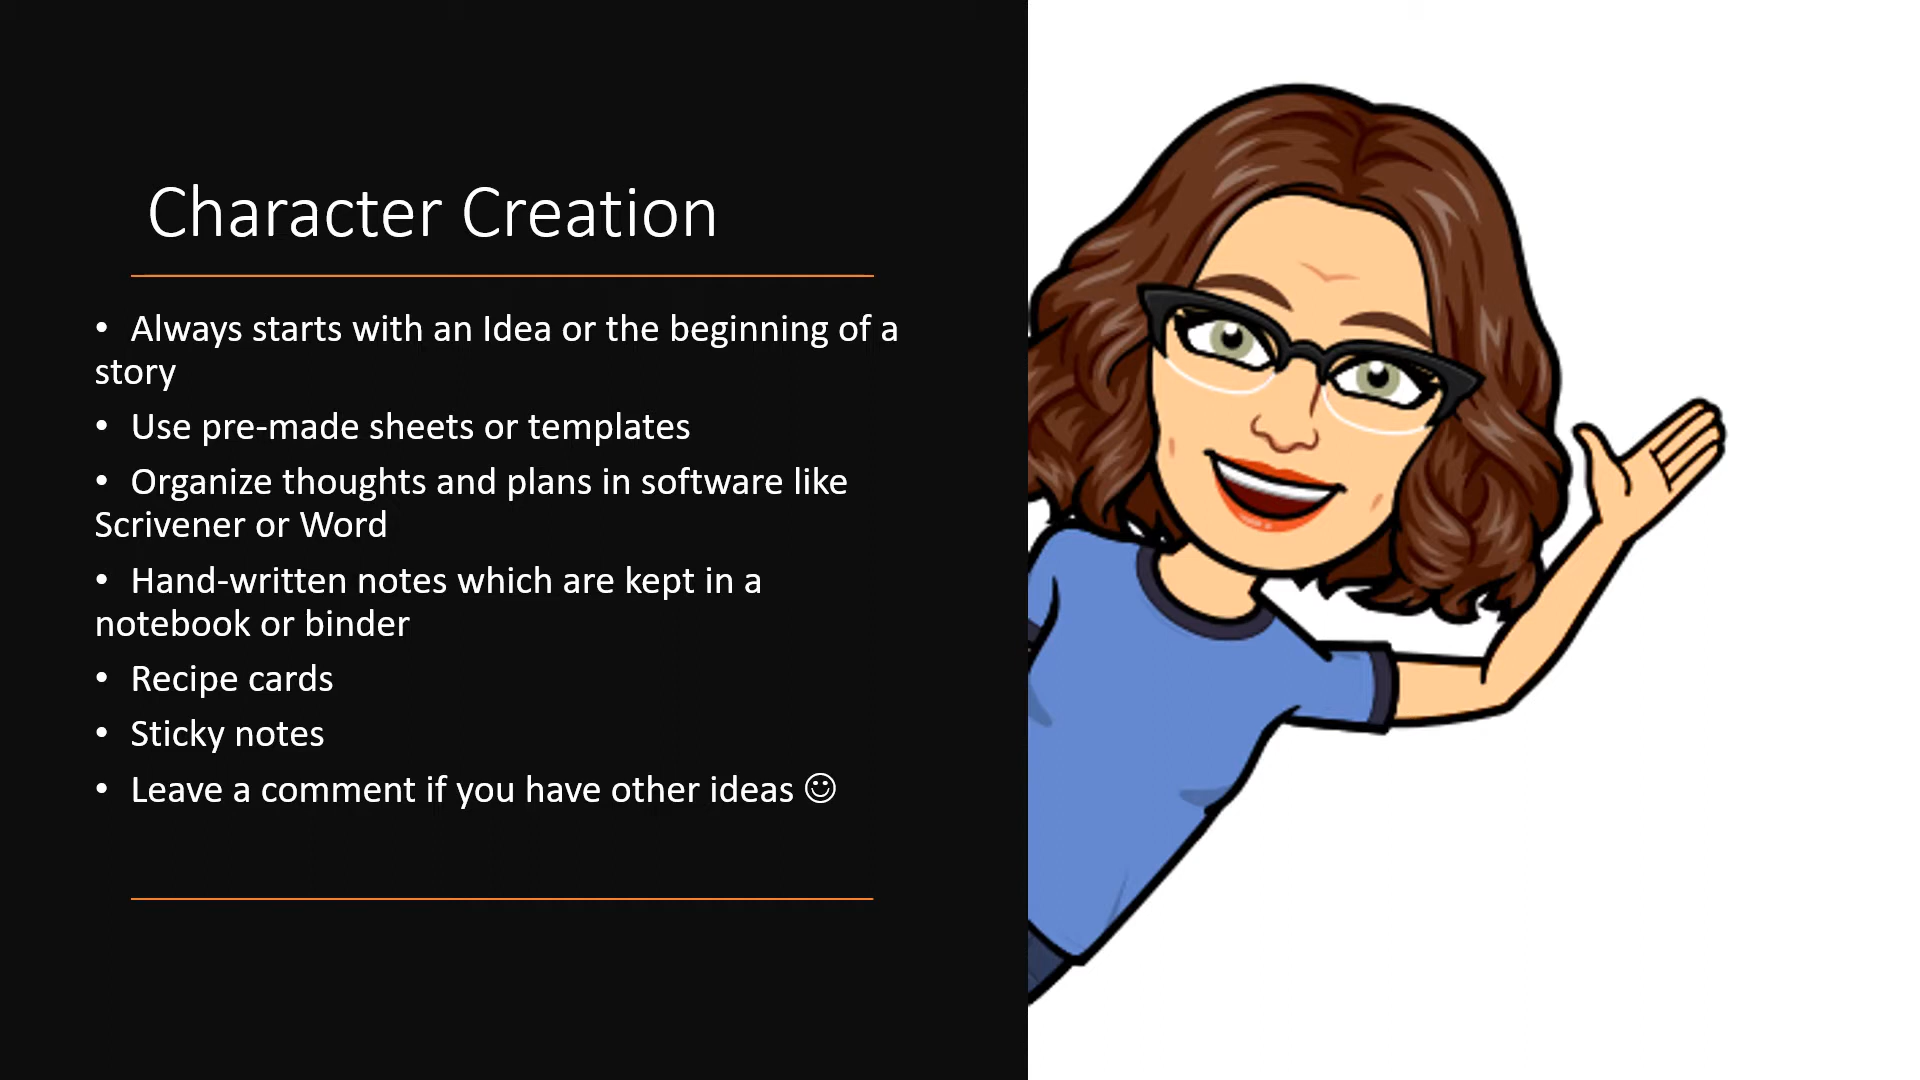 Character Creation
• Always starts with an Idea or the beginning of a
story
• Use pre-made sheets or templates
• Organize thoughts and plans in software like
Scrivener or Word
• Hand-written notes which are kept in a
notebook or binder
• Recipe cards
• Sticky notes
• Leave a comment if you have other ideas ☺